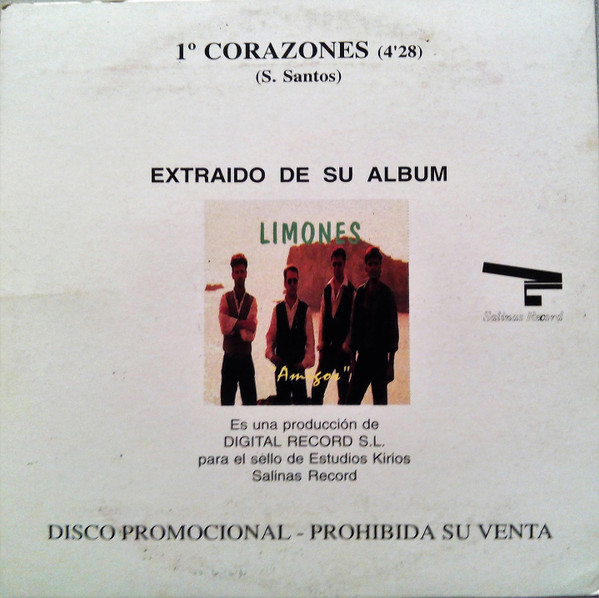 1º CORAZONES (4'28)
(S. Santos)
EXTRAIDO DE SU ALBUM
LIMONES
"Amigos"
Salinas Record
Es una producción de
DIGITAL RECORD S.L.
para el sello de Estudios Kirios
Salinas Record
DISCO PROMOCIONAL - PROHIBIDA SU VENTA